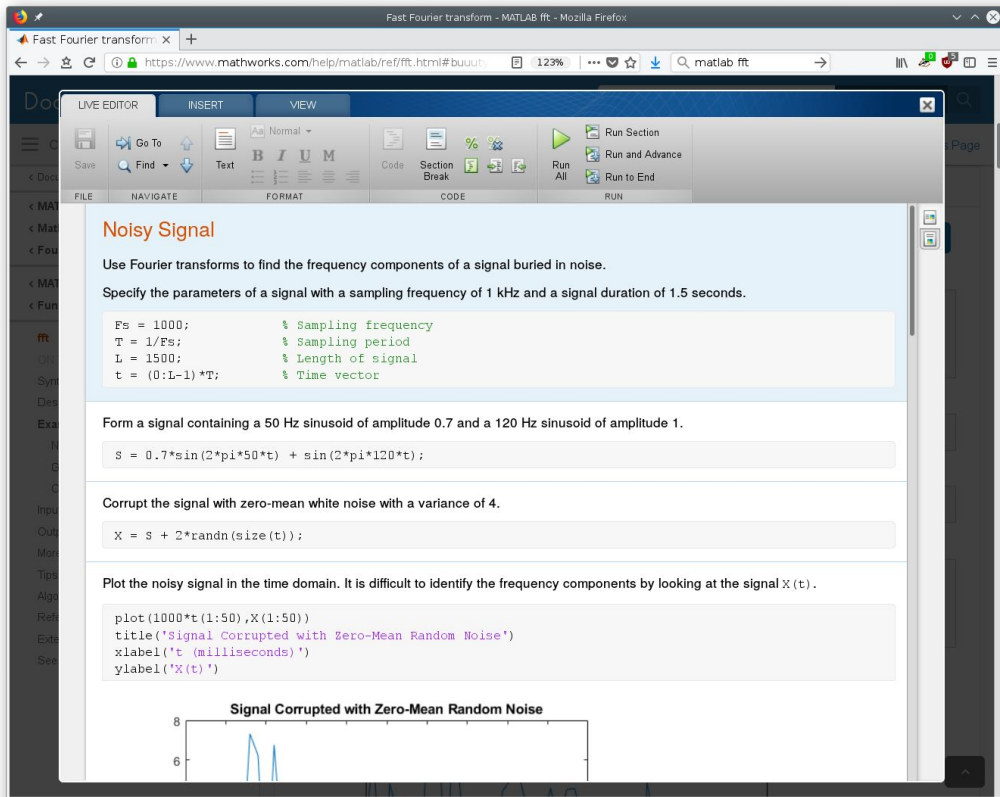 Fast Fourier transform - MATLAB fft - Mozilla Firefox
Fast Fourier transform
https://www.mathworks.com/help/matlab/ref/fft.html#buuut
123%
matlab fft
LIVE EDITOR INSERT VIEW
Save
Go To
Find
Text
Aa Normal
B I U M
Code
Section Break
Run All
Run Section
Run and Advance
Run to End
FILE NAVIGATE FORMAT CODE RUN
Noisy Signal
Use Fourier transforms to find the frequency components of a signal buried in noise.
Specify the parameters of a signal with a sampling frequency of 1 kHz and a signal duration of 1.5 seconds.
Fs = 1000; % Sampling frequency
T = 1/Fs; % Sampling period
L = 1500; % Length of signal
t = (0:L-1)*T; % Time vector
Form a signal containing a 50 Hz sinusoid of amplitude 0.7 and a 120 Hz sinusoid of amplitude 1.
S = 0.7*sin(2*pi*50*t) + sin(2*pi*120*t);
Corrupt the signal with zero-mean white noise with a variance of 4.
X = S + 2*randn(size(t));
Plot the noisy signal in the time domain. It is difficult to identify the frequency components by looking at the signal X(t).
plot(1000*t(1:50),X(1:50))
title('Signal Corrupted with Zero-Mean Random Noise')
xlabel('t (milliseconds)')
ylabel('X(t)')
Signal Corrupted with Zero-Mean Random Noise
8
6
fft
Tips
Page